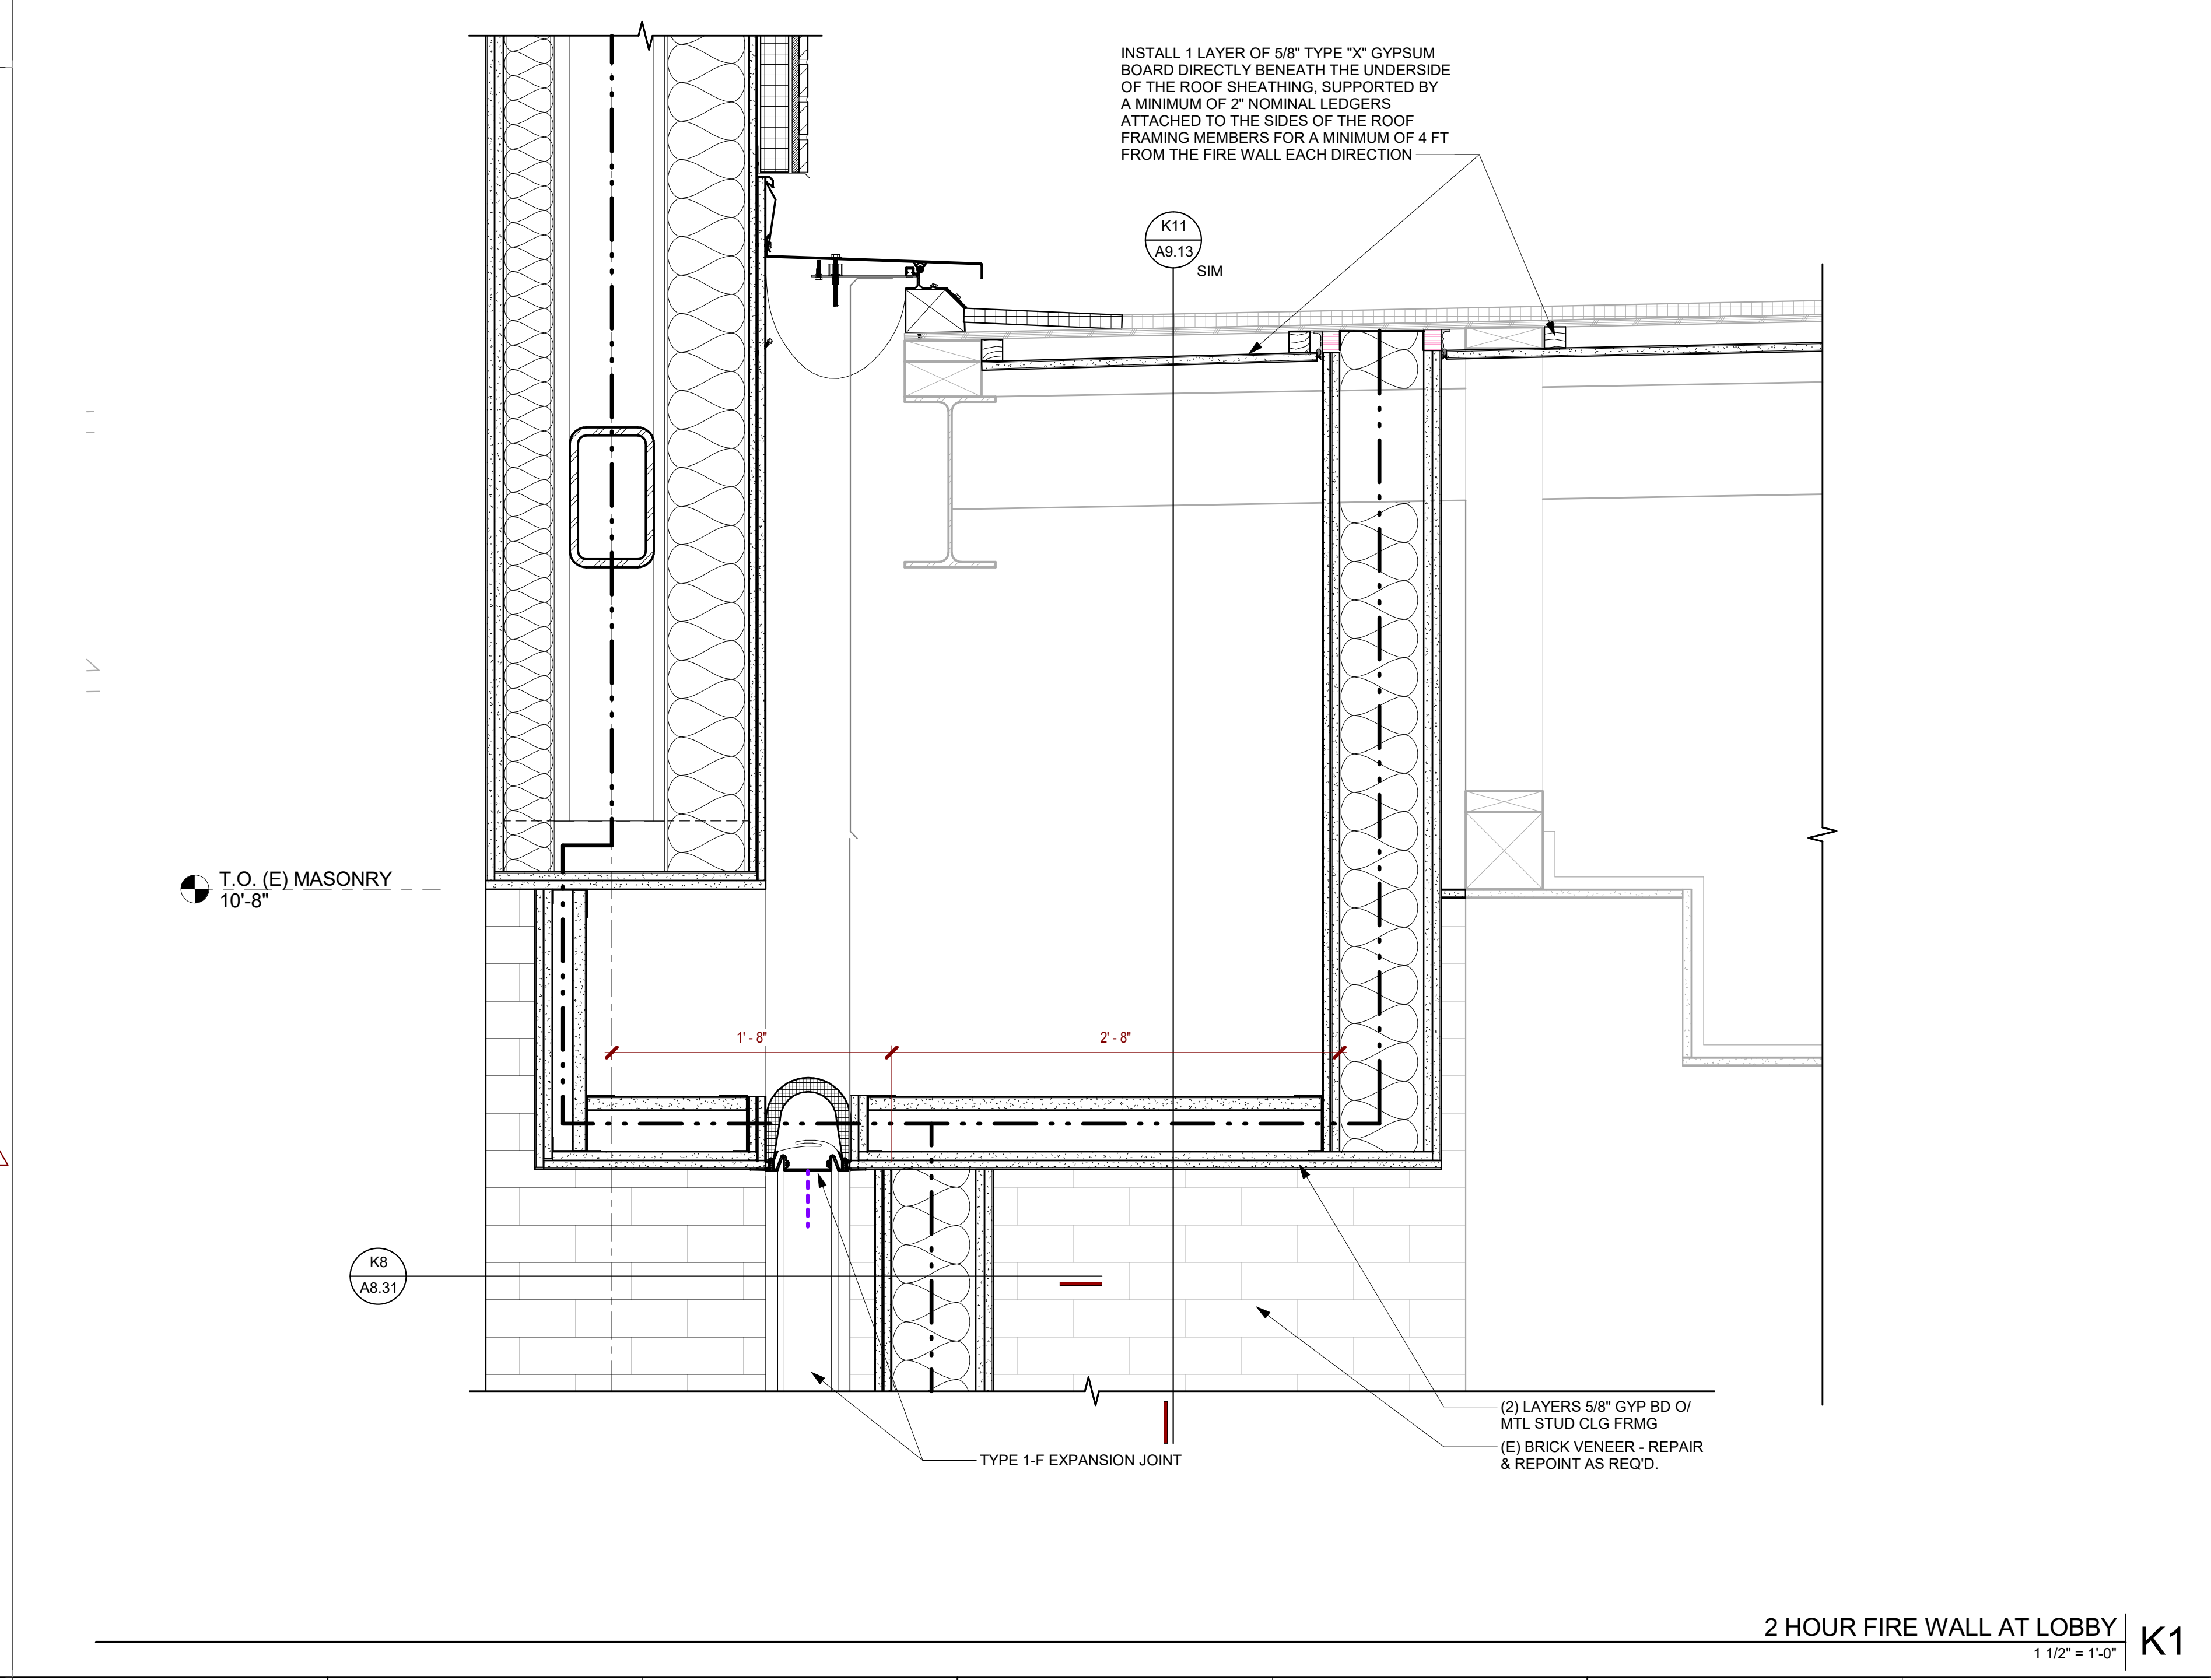 INSTALL 1 LAYER OF 5/8" TYPE "X" GYPSUM
BOARD DIRECTLY BENEATH THE UNDERSIDE
OF THE ROOF SHEATHING, SUPPORTED BY
A MINIMUM OF 2" NOMINAL LEDGERS
ATTACHED TO THE SIDES OF THE ROOF
FRAMING MEMBERS FOR A MINIMUM OF 4 FT
FROM THE FIRE WALL EACH DIRECTION
K11
A9.13
SIM
T.O. (E) MASONRY
10'-8"
1' - 8"
2' - 8"
K8
A8.31
(2) LAYERS 5/8" GYP BD O/
MTL STUD CLG FRMG
(E) BRICK VENEER - REPAIR
& REPOINT AS REQ'D.
TYPE 1-F EXPANSION JOINT
2 HOUR FIRE WALL AT LOBBY
1 1/2" = 1'-0"
K1